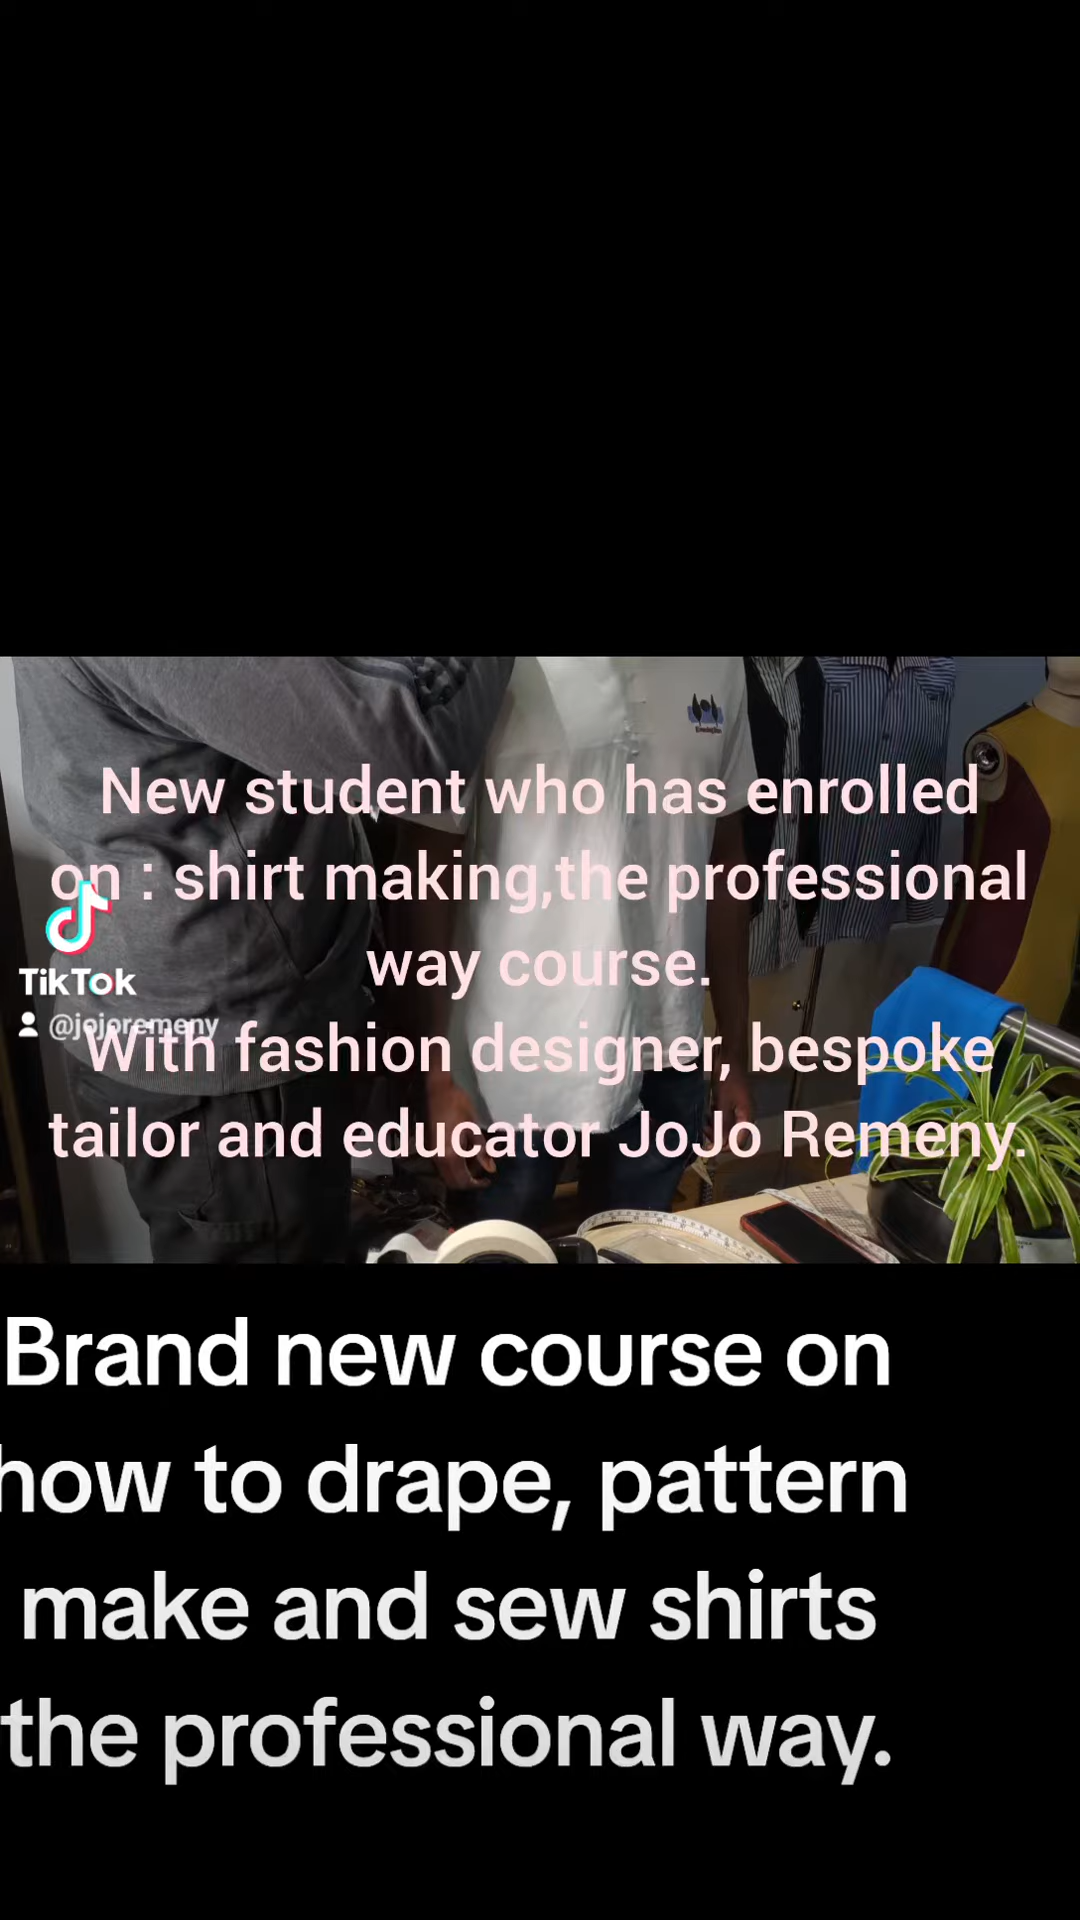 New student who has enrolled
on : shirt making,the professional
way course.
With fashion designer, bespoke
tailor and educator JoJo Remeny.
TikTok
@jojoremeny
Brand new course on
how to drape, pattern
make and sew shirts
the professional way.